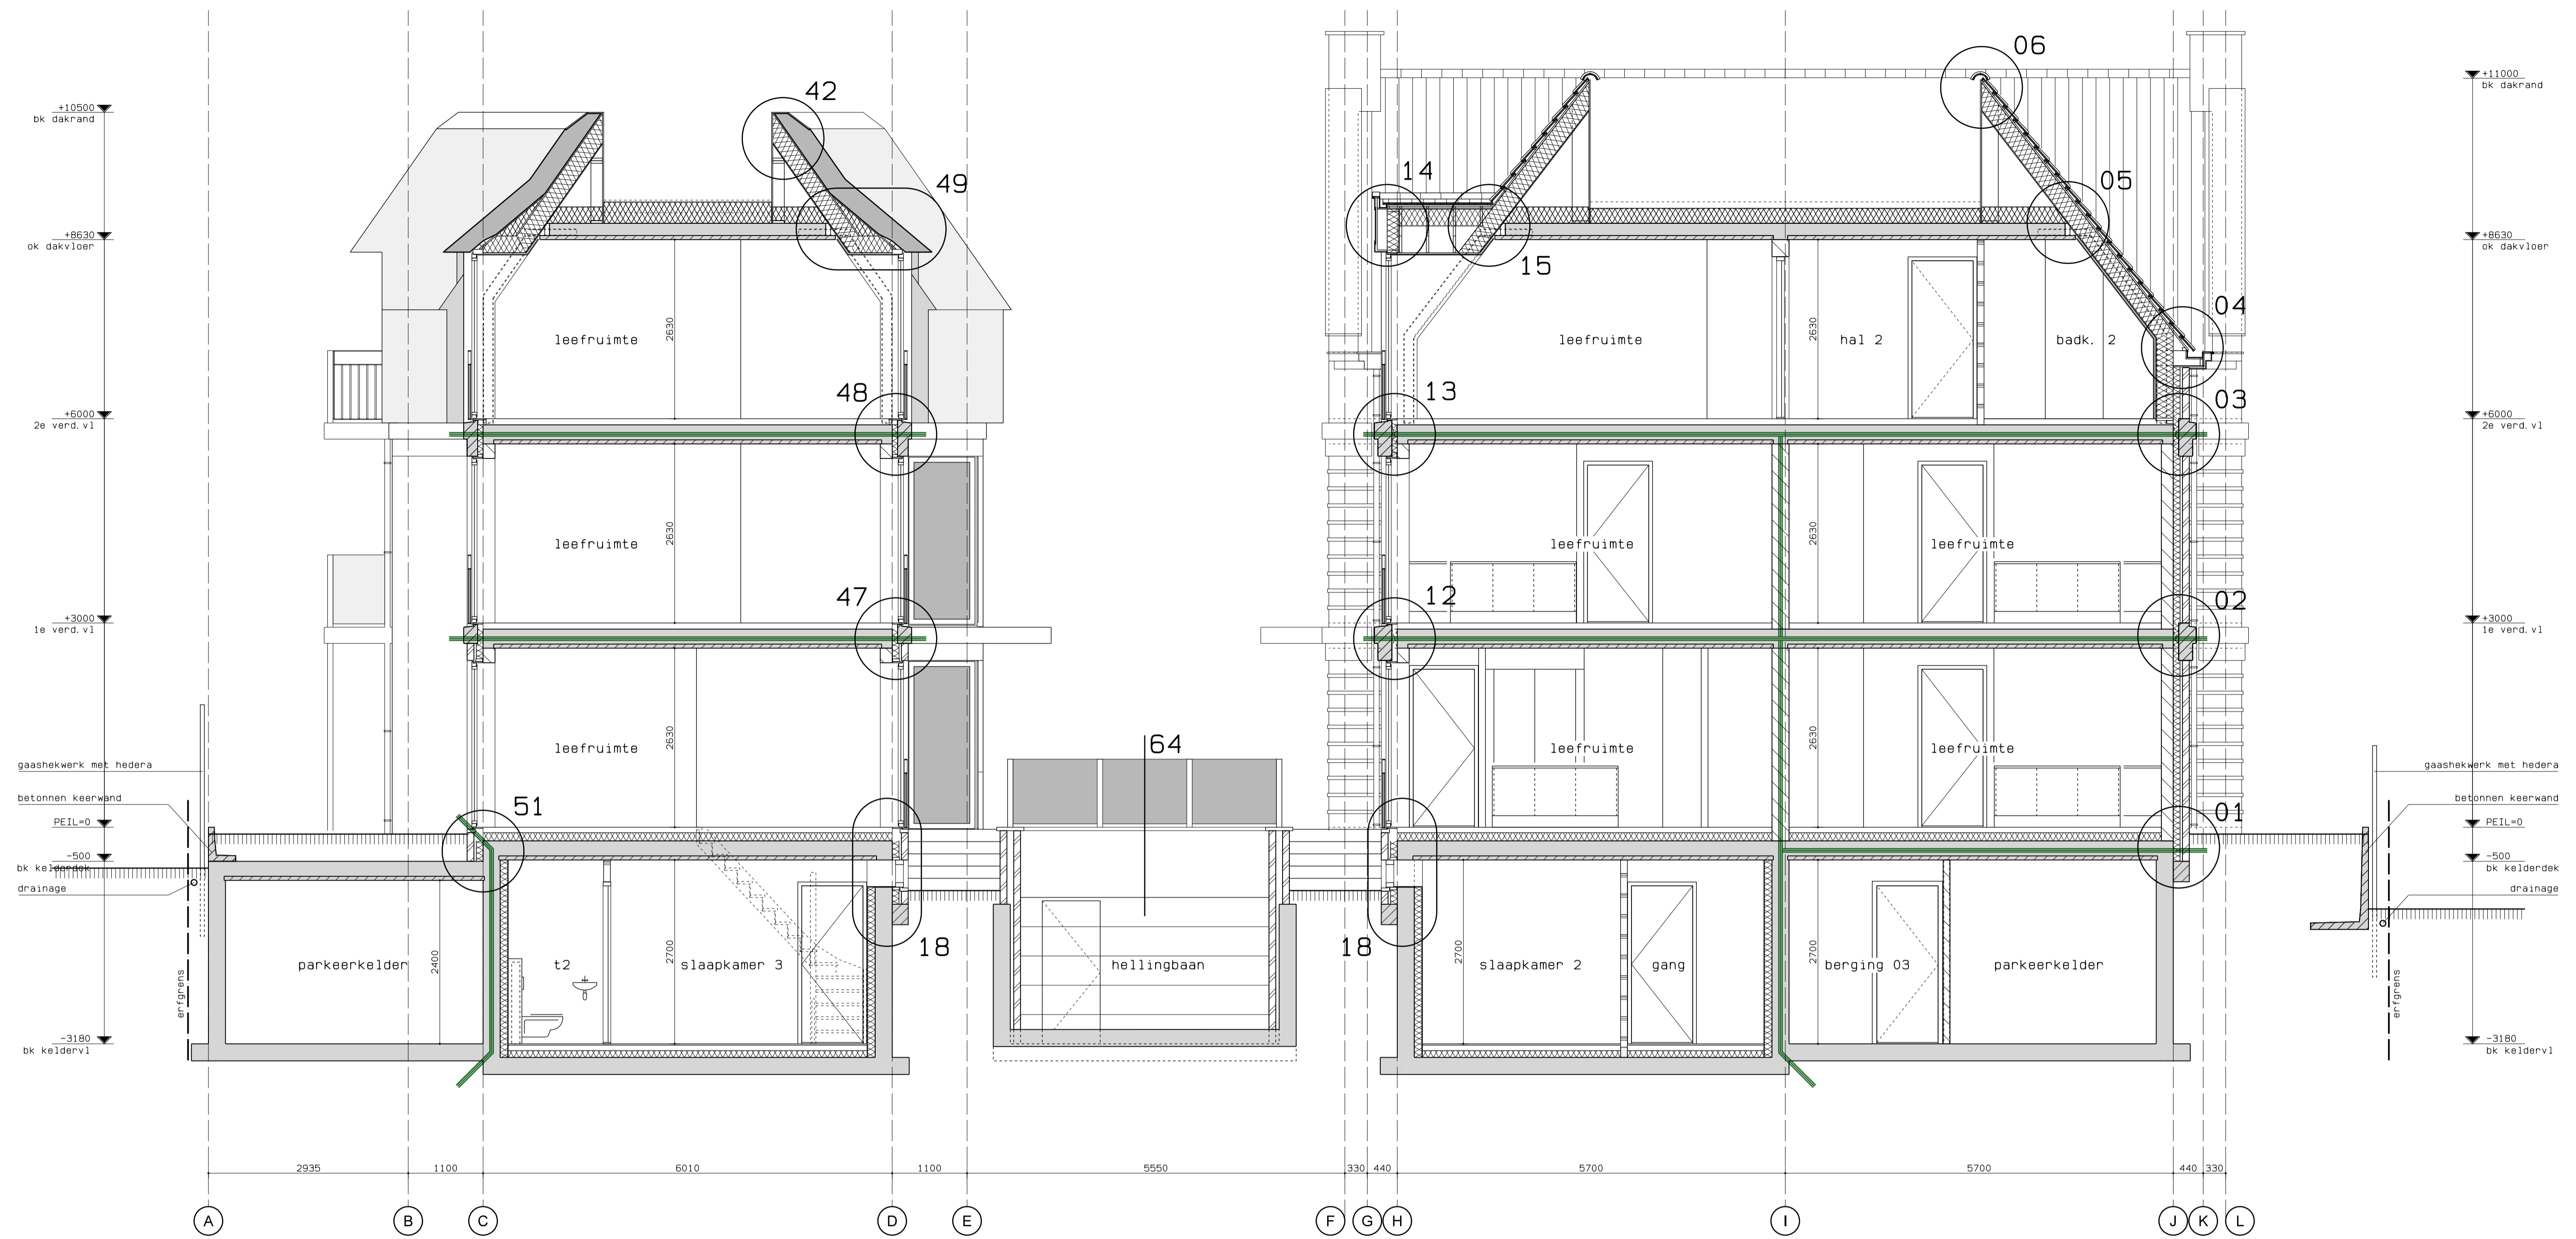 06
+11000
bk dakrand
42
+10500
bk dakrand
14
49
05
+8630
ok dakvloer
+8630
ok dakvloer
15
04
leefruimte
2630
leefruimte
2630
hal 2
badk. 2
48
13
03
+6000
2e verd.vl
+6000
2e verd.vl
leefruimte
2630
leefruimte
2630
leefruimte
47
12
02
+3000
1e verd.vl
+3000
1e verd.vl
64
leefruimte
2630
leefruimte
2630
leefruimte
gaashekwerk met hedera
gaashekwerk met hedera
betonnen keerwand
betonnen keerwand
51
01
PEIL=0
PEIL=0
-500
bk kelderdek
-500
bk kelderdek
drainage
drainage
18
18
erfgrens
parkeerkelder
2400
t2
2700
slaapkamer 3
hellingbaan
2700
slaapkamer 2
gang
2700
berging 03
parkeerkelder
erfgrens
-3180
bk keldervl
-3180
bk keldervl
2935
1100
6010
1100
5550
330
440
5700
5700
440
330
A
B
C
D
E
F
G
H
I
J
K
L